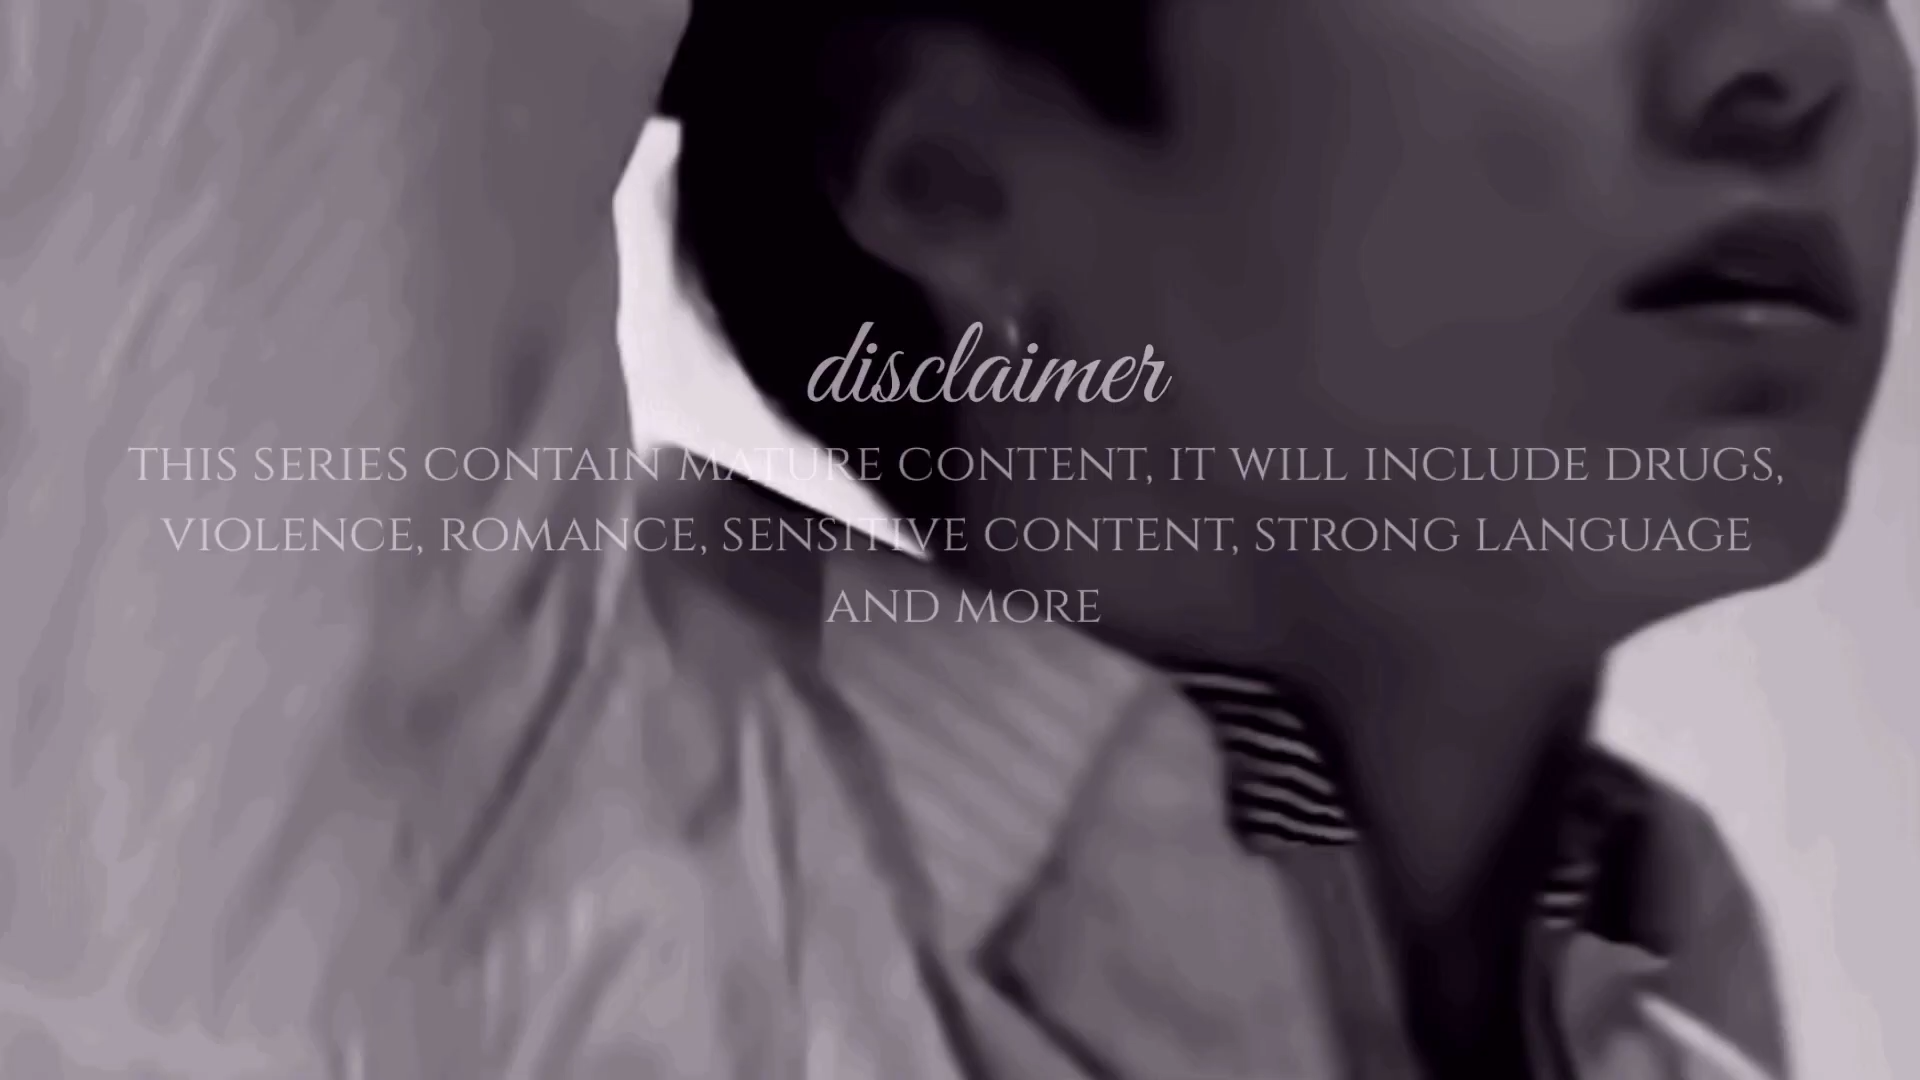 disclaimer
THIS SERIES CONTAIN MATURE CONTENT, IT WILL INCLUDE DRUGS,
VIOLENCE, ROMANCE, SENSITIVE CONTENT, STRONG LANGUAGE
AND MORE